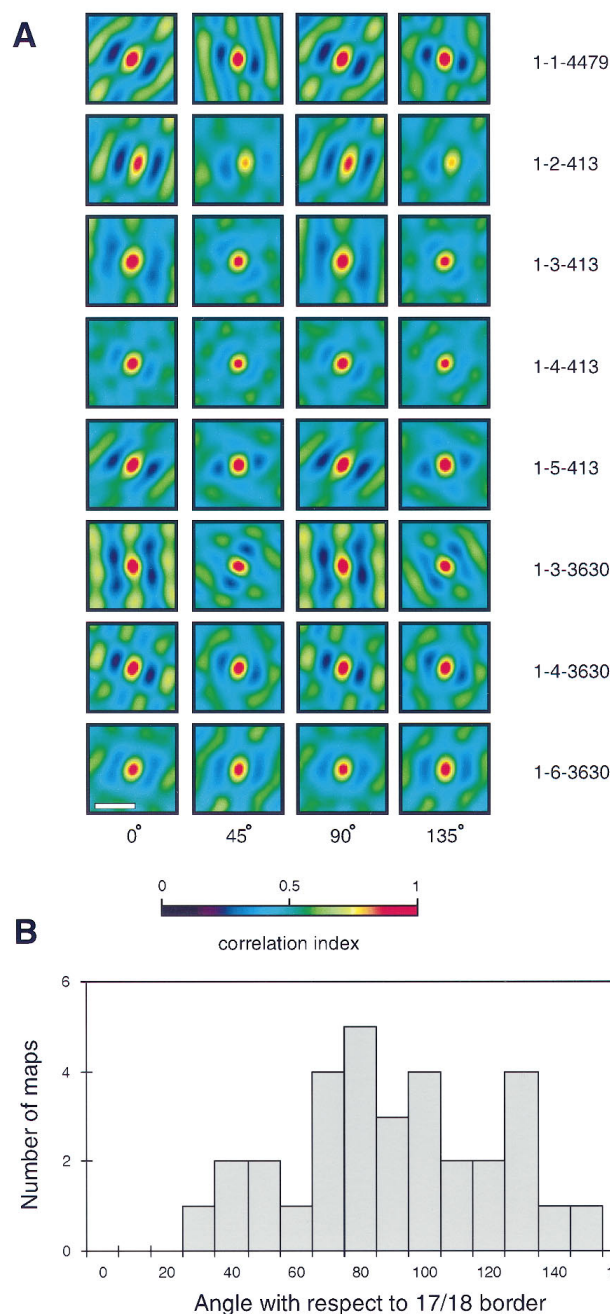 A
1-1-4479
1-2-413
1-3-413
1-4-413
1-5-413
1-3-3630
1-4-3630
1-6-3630
0° 45° 90° 135°
0 0.5 1
correlation index
B
Number of maps
6
4
2
0
0 20 40 60 80 100 120 140
Angle with respect to 17/18 border